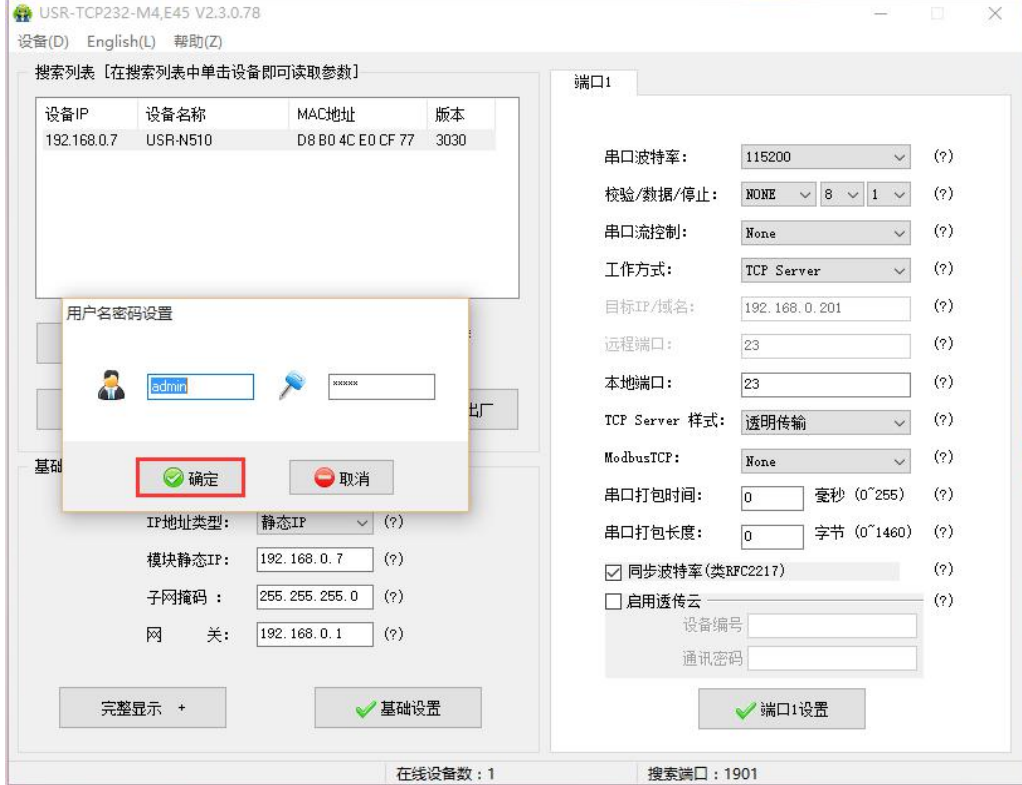 USR-TCP232-M4,E45 V2.3.0.78
设备(D) English(L) 帮助(Z)
搜索列表 [在搜索列表中单击设备即可读取参数]
设备IP 设备名称 MAC地址 版本
192.168.0.7 USR-N510 D8 B0 4C E0 CF 77 3030
用户名密码设置
admin *****
确定 取消
出厂
基础
IP地址类型: 静态IP (?)
模块静态IP: 192.168.0.7 (?)
子网掩码 : 255.255.255.0 (?)
网 关: 192.168.0.1 (?)
完整显示 + 基础设置
端口1
串口波特率: 115200 (?)
校验/数据/停止: NONE 8 1 (?)
串口流控制: None (?)
工作方式: TCP Server (?)
目标IP/域名: 192.168.0.201 (?)
远程端口: 23 (?)
本地端口: 23 (?)
TCP Server 样式: 透明传输 (?)
ModbusTCP: None (?)
串口打包时间: 0 毫秒 (0~255) (?)
串口打包长度: 0 字节 (0~1460) (?)
同步波特率(类RFC2217) (?)
启用透传云 (?)
设备编号
通讯密码
端口1设置
在线设备数:1 搜索端口:1901